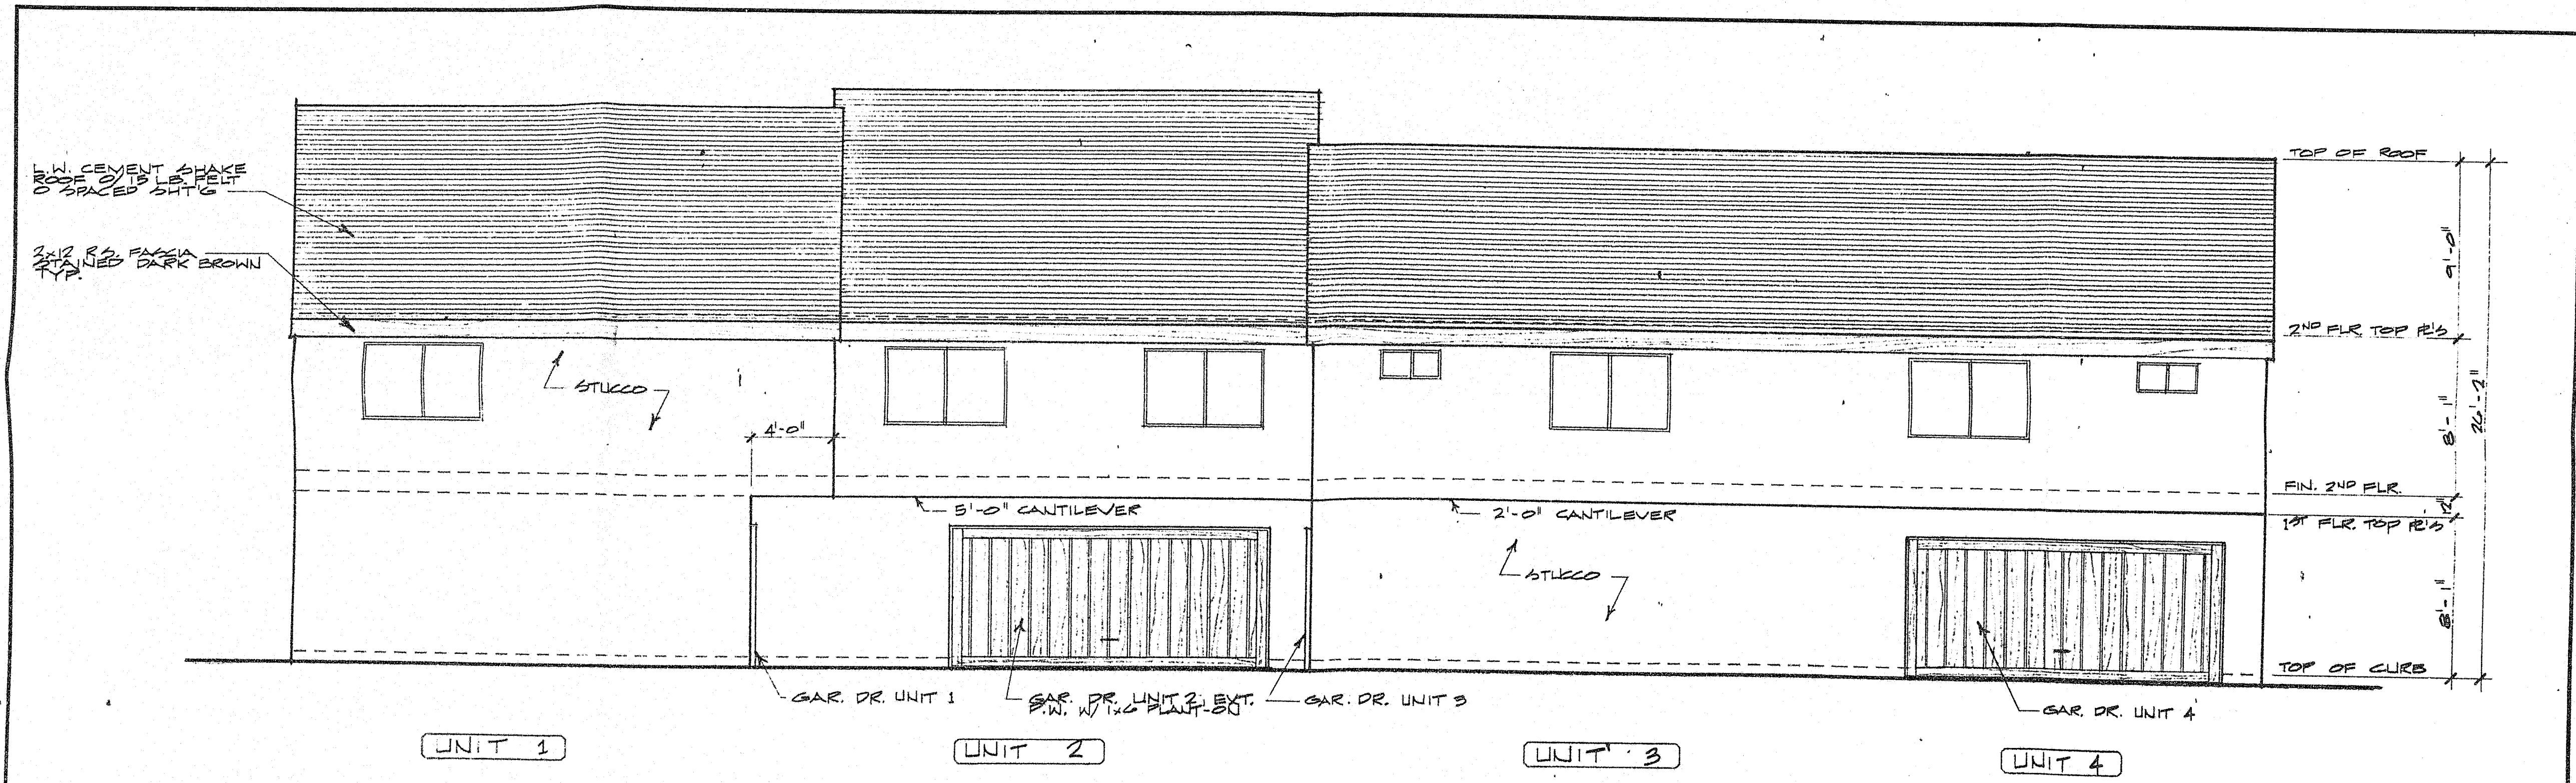 L.W. CEMENT SHAKE
ROOF O/ 15 LB. FELT
O SPACED SHT'G
2x12 R.S. FASCIA
STAINED DARK BROWN
TYP.
STUCCO
4'-0"
5'-0" CANTILEVER
2'-0" CANTILEVER
STUCCO
TOP OF ROOF
9'-0"
2ND FLR. TOP PL'S
8'-1"
26'-2"
FIN. 2ND FLR.
12"
1ST FLR. TOP PL'S
8'-1"
TOP OF CURB
GAR. DR. UNIT 1
GAR. DR. UNIT 2; EXT.
P.W. W/ 1x6 PLANT-ON
GAR. DR. UNIT 3
GAR. DR. UNIT 4
UNIT 1
UNIT 2
UNIT 3
UNIT 4